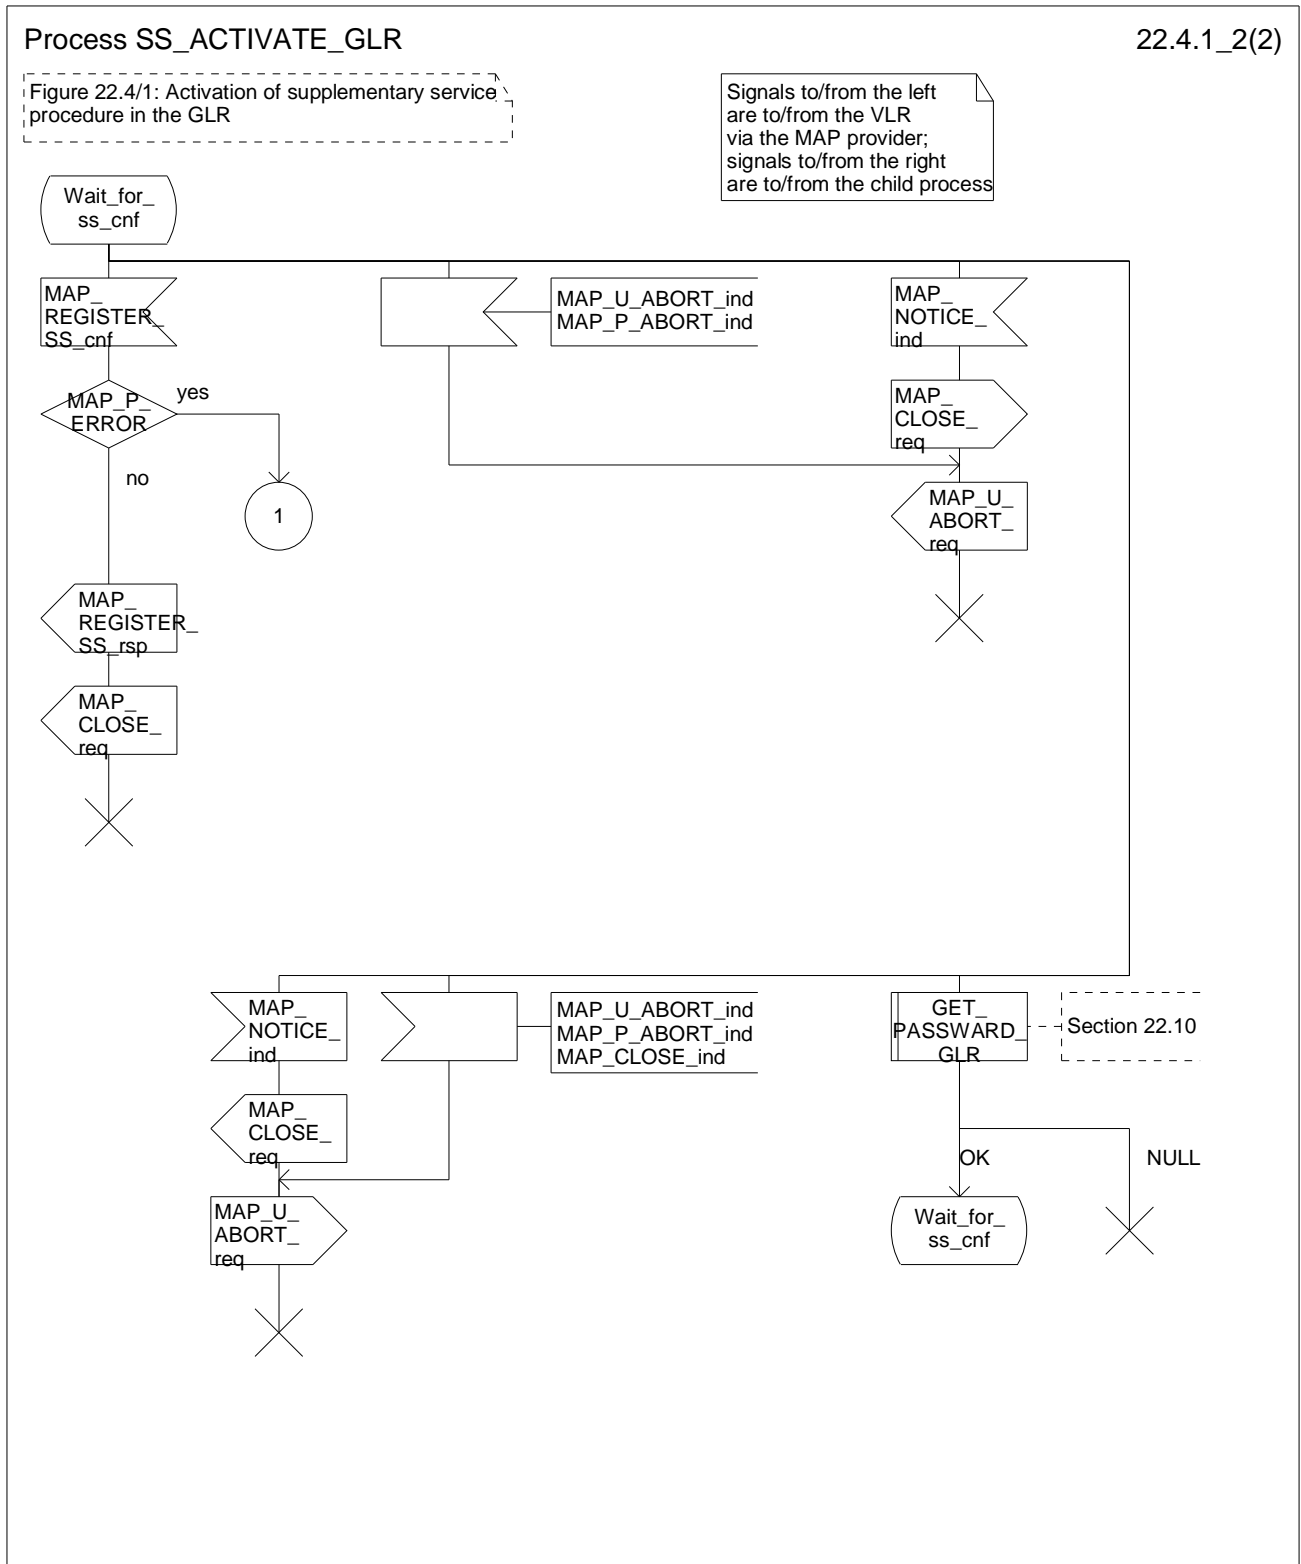 Process SS_ACTIVATE_GLR
22.4.1_2(2)
Figure 22.4/1: Activation of supplementary service
procedure in the GLR
Signals to/from the left
are to/from the VLR
via the MAP provider;
signals to/from the right
are to/from the child process
Wait_for_
ss_cnf
MAP_
REGISTER_
SS_cnf
MAP_U_ABORT_ind
MAP_P_ABORT_ind
MAP_
NOTICE_
ind
MAP_P_
ERROR
yes
no
1
MAP_
CLOSE_
req
MAP_U_
ABORT_
req
MAP_
REGISTER_
SS_rsp
MAP_
CLOSE_
req
MAP_
NOTICE_
ind
MAP_U_ABORT_ind
MAP_P_ABORT_ind
MAP_CLOSE_ind
GET_
PASSWARD_
GLR
Section 22.10
MAP_
CLOSE_
req
OK
NULL
MAP_U_
ABORT_
req
Wait_for_
ss_cnf